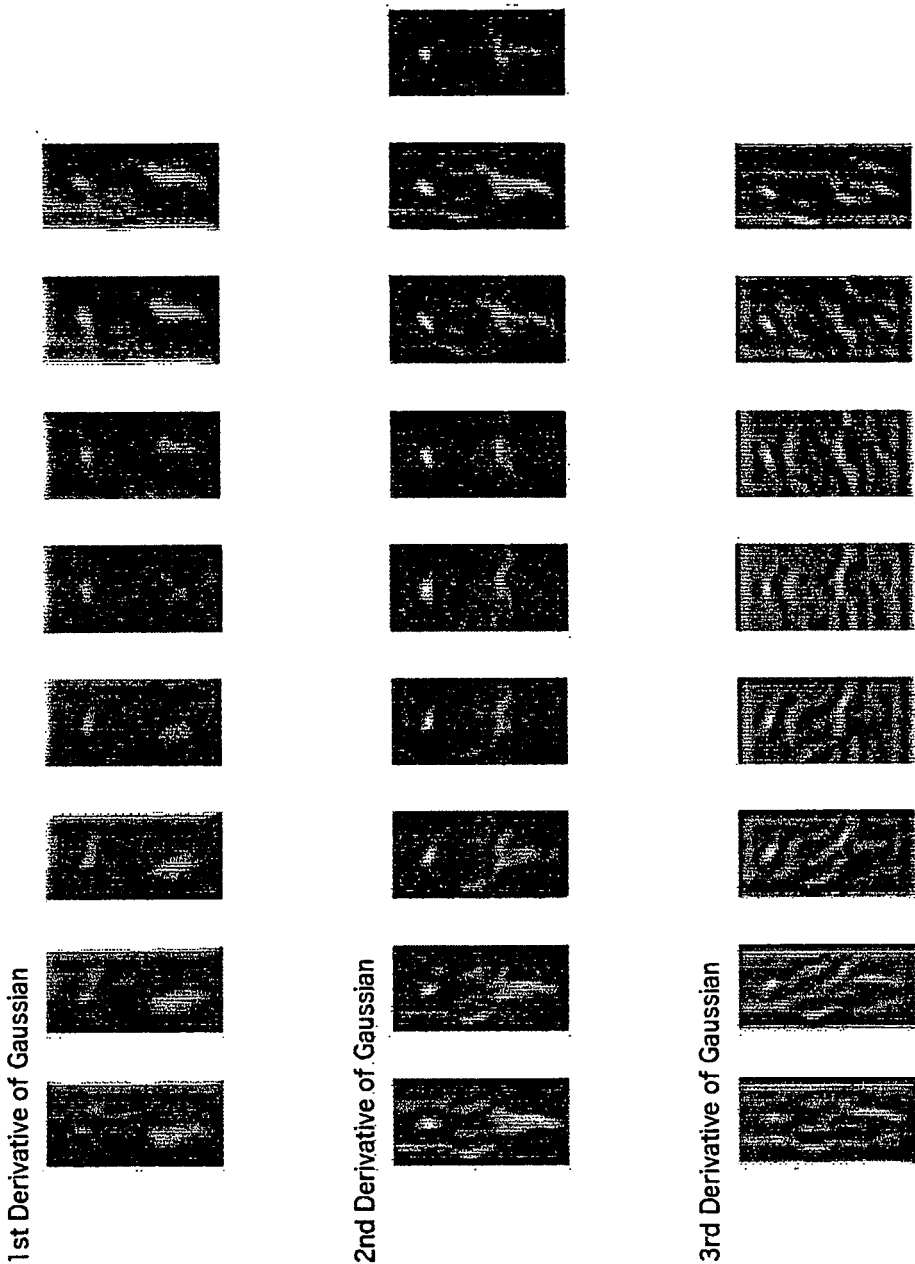 1st Derivative of Gaussian
2nd Derivative of Gaussian
3rd Derivative of Gaussian